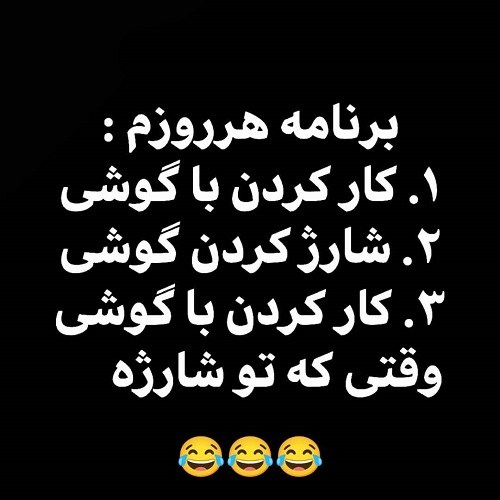 برنامه هرروزم :
۱. کار کردن با گوشی
۲. شارژ کردن گوشی
۳. کار کردن با گوشی
وقتی که تو شارژه
😂😂😂